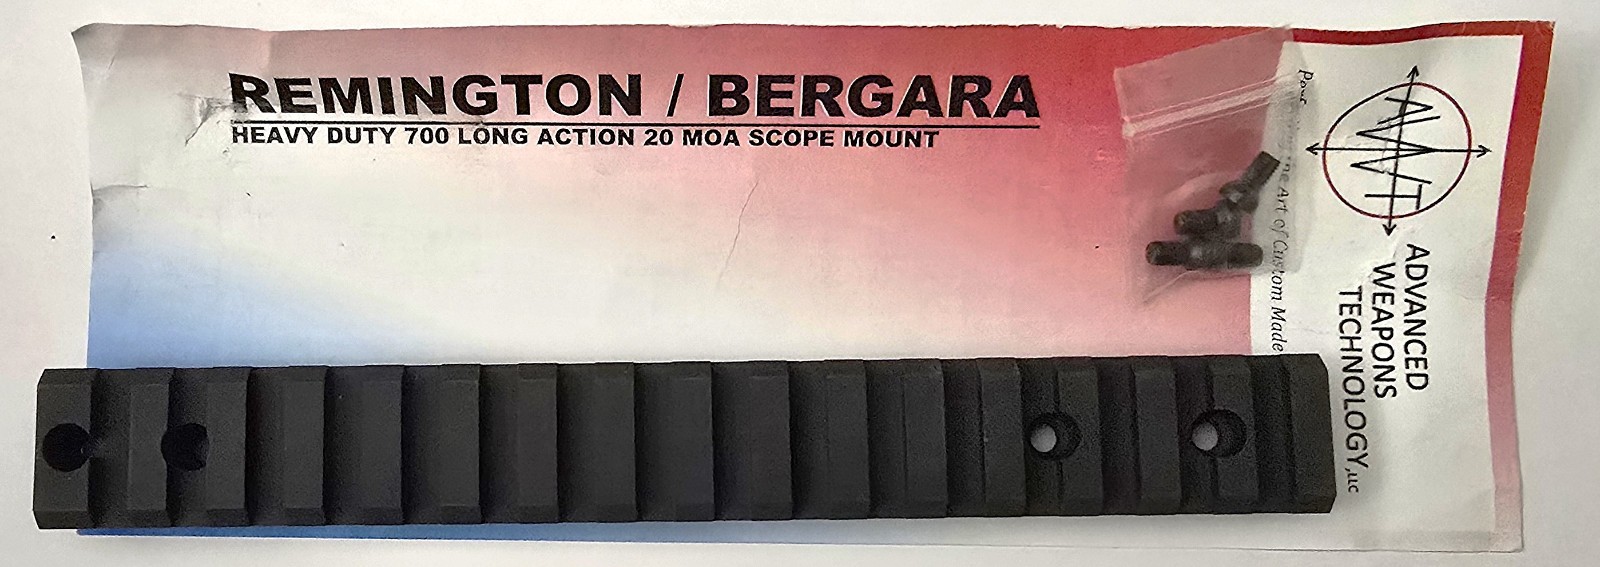 REMINGTON / BERGARA
HEAVY DUTY 700 LONG ACTION 20 MOA SCOPE MOUNT
AWT
ADVANCED
WEAPONS
TECHNOLOGY, LLC
the Art of Custom Made